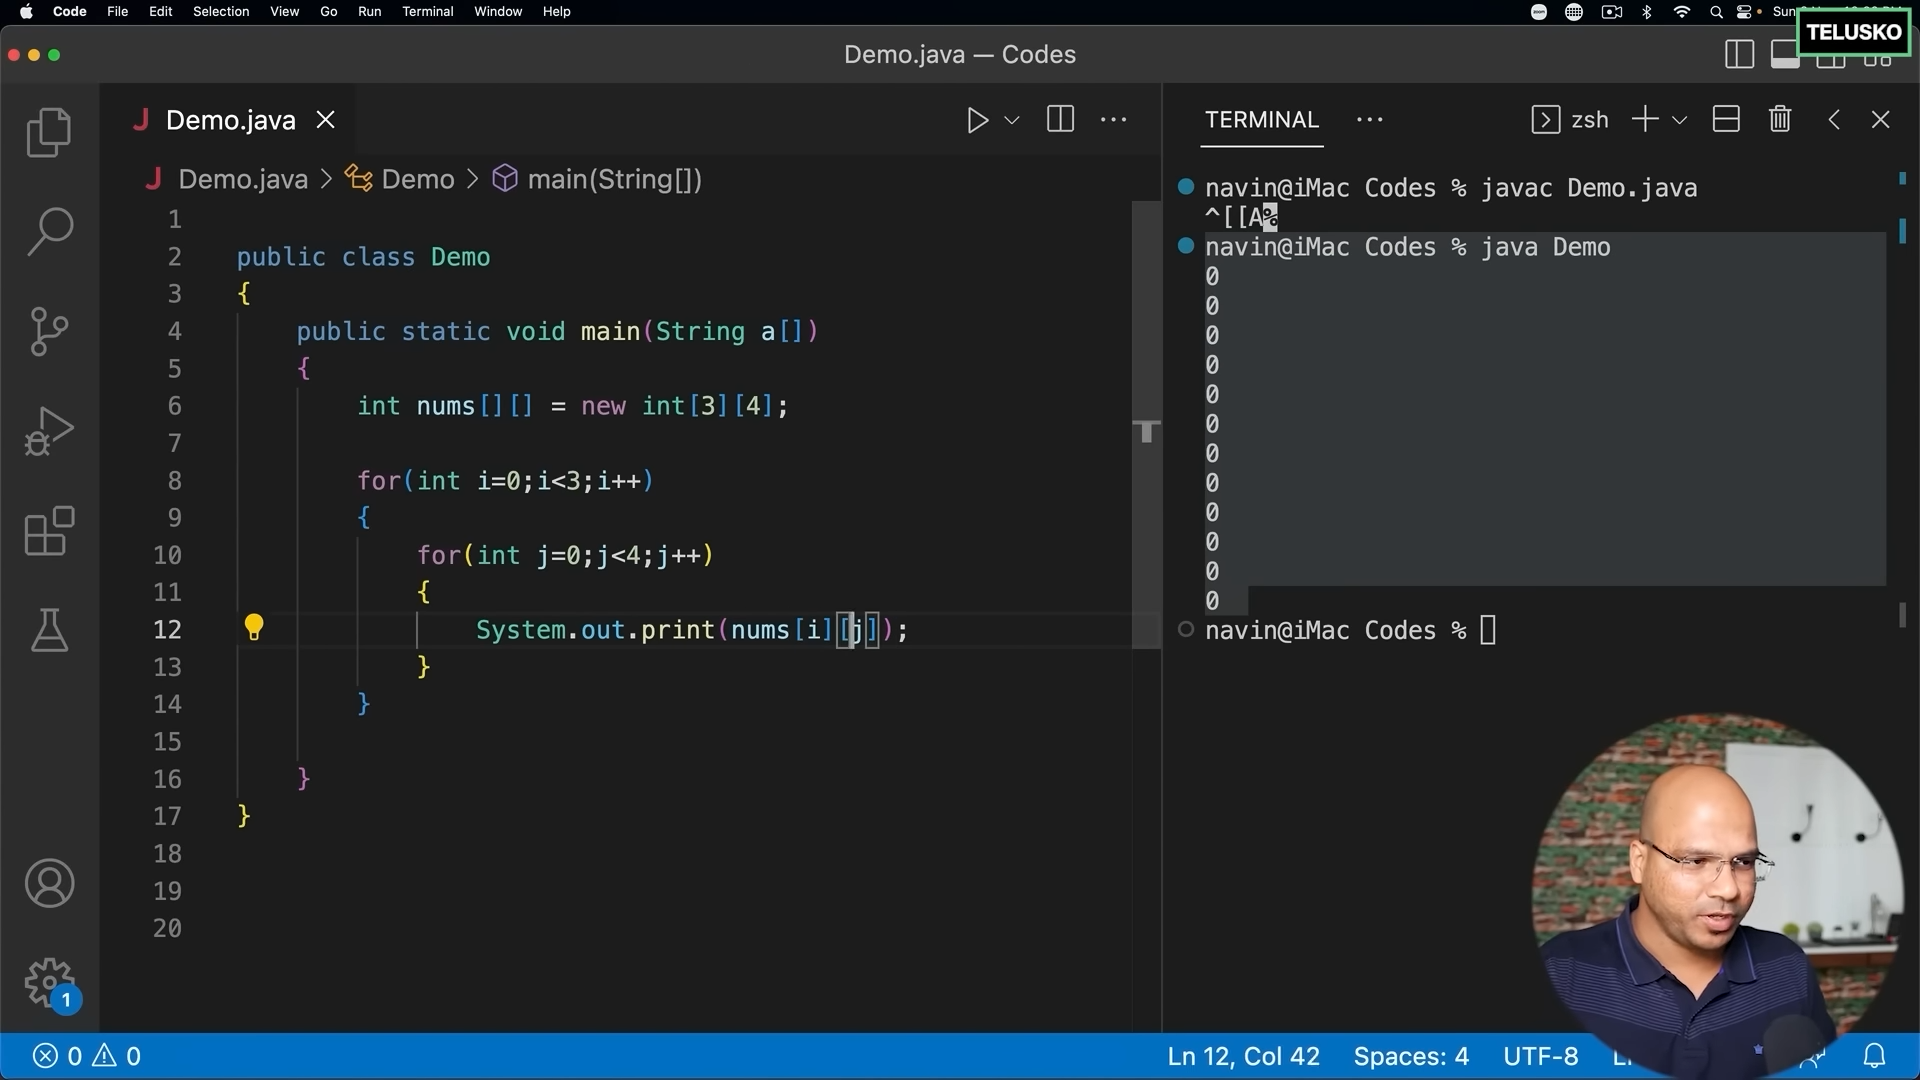 Code File Edit Selection View Go Run Terminal Window Help
zoom
Sun
TELUSKO
Demo.java — Codes
Demo.java
TERMINAL
zsh
Demo.java > Demo > main(String[])
1
2 public class Demo
3 {
4 public static void main(String a[])
5 {
6 int nums[][] = new int[3][4];
7
8 for(int i=0;i<3;i++)
9 {
10 for(int j=0;j<4;j++)
11 {
12 System.out.print(nums[i][j]);
13 }
14 }
15
16 }
17 }
18
19
20
navin@iMac Codes % javac Demo.java
^[[A%
navin@iMac Codes % java Demo
0
0
0
0
0
0
0
0
0
0
0
0
navin@iMac Codes %
1
0 0
Ln 12, Col 42 Spaces: 4 UTF-8